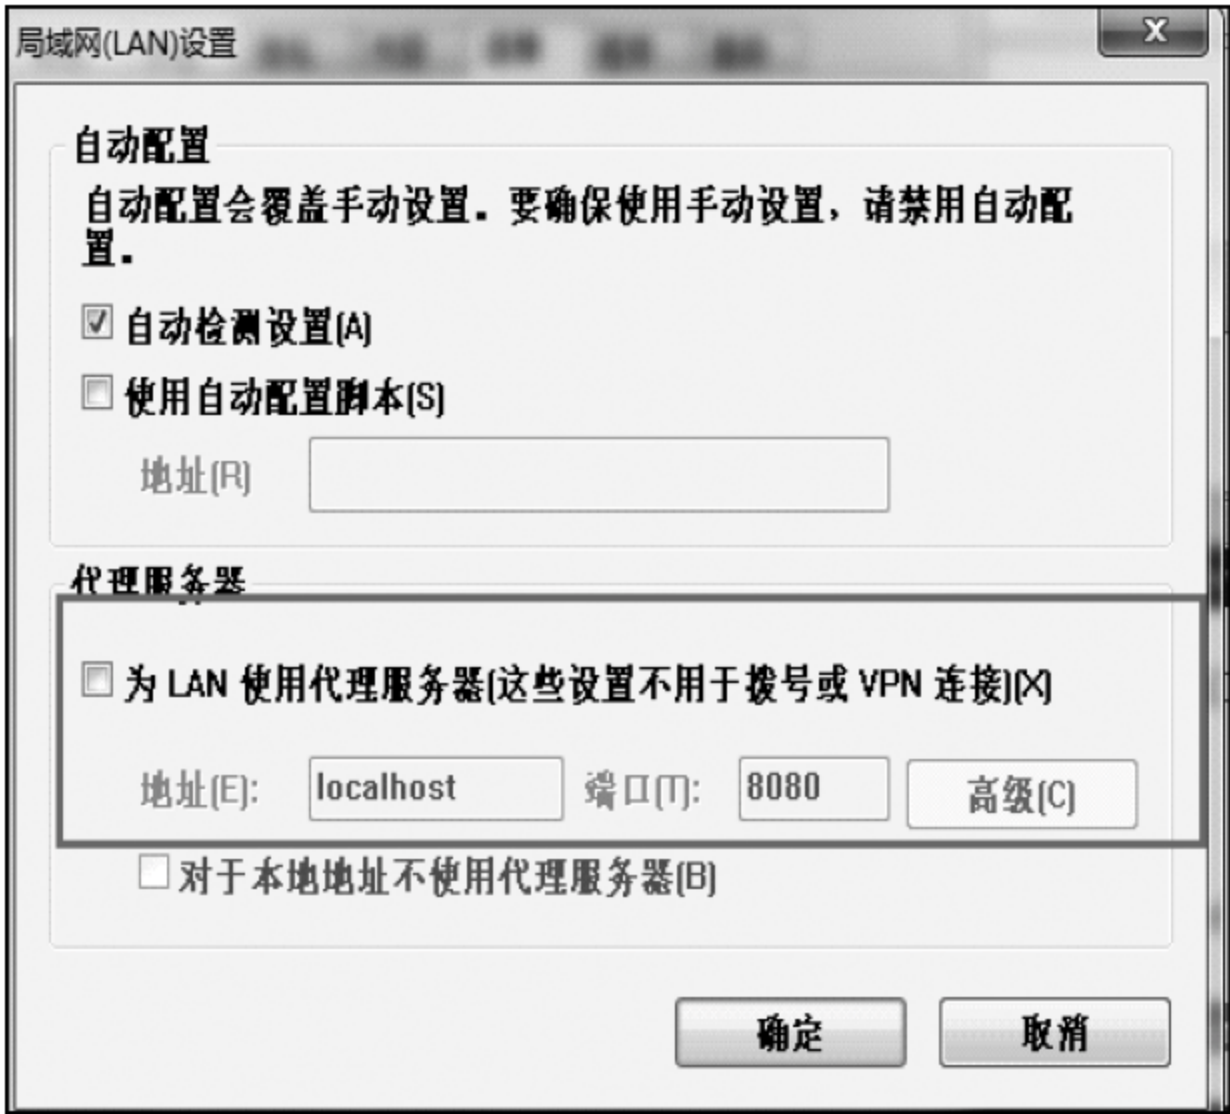 局域网(LAN)设置
X
自动配置
自动配置会覆盖手动设置。要确保使用手动设置，请禁用自动配
置。
自动检测设置(A)
使用自动配置脚本(S)
地址(R)
代理服务器
为 LAN 使用代理服务器(这些设置不用于拨号或 VPN 连接)(X)
地址(E): localhost 端口(T): 8080 高级(C)
对于本地地址不使用代理服务器(B)
确定 取消